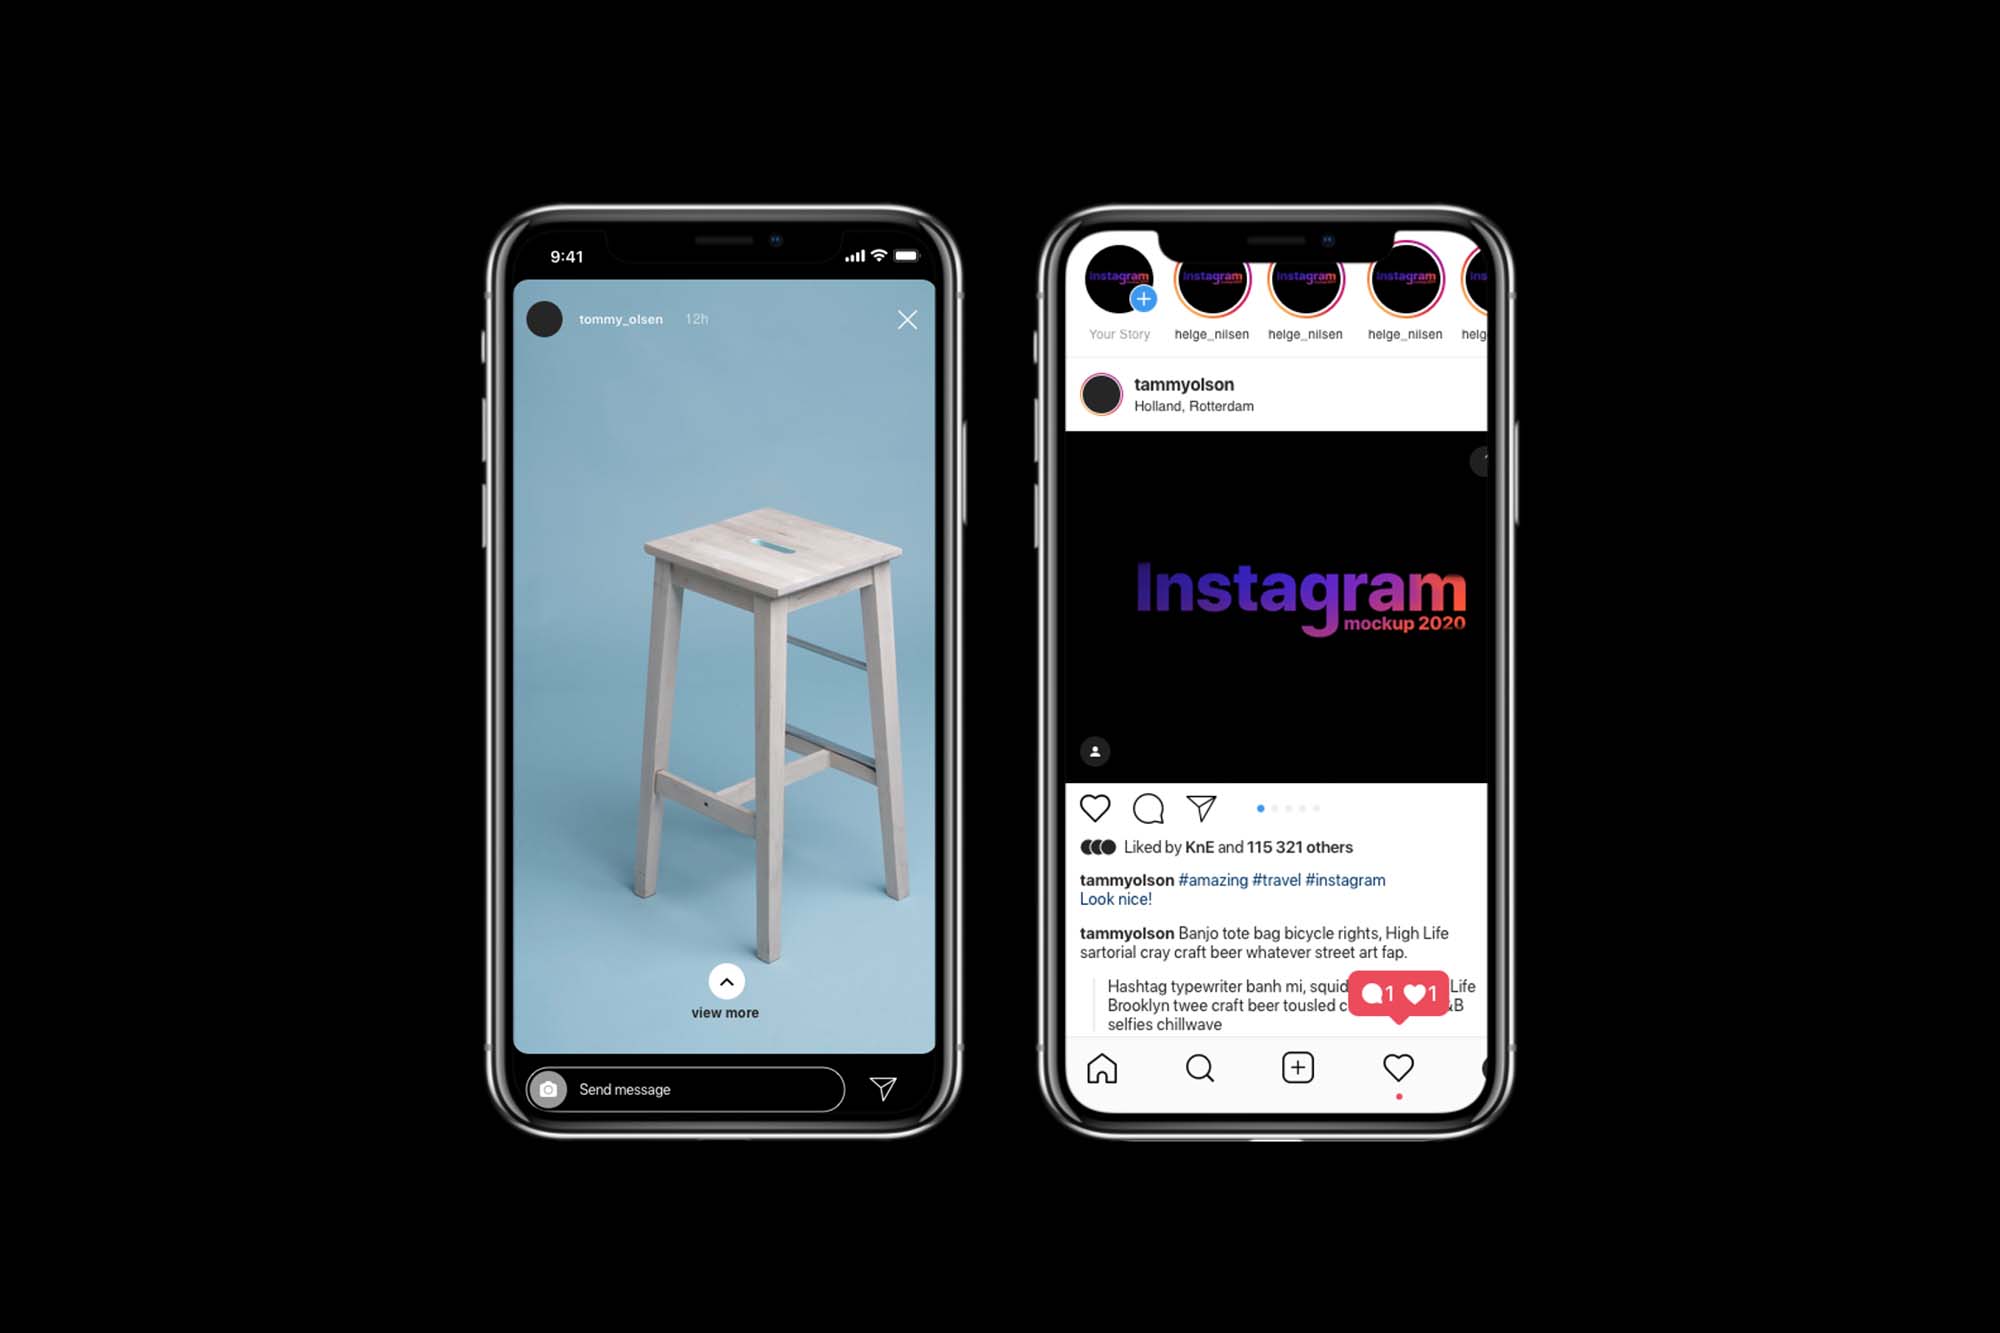 9:41
tommy_olsen 12h
view more
Send message
Instagram Instagram Instagram Instagram Ins
Your Story helge_nilsen helge_nilsen helge_nilsen helg
tammyolson
Holland, Rotterdam
Instagram
mockup 2020
Liked by KnE and 115 321 others
tammyolson #amazing #travel #instagram
Look nice!
tammyolson Banjo tote bag bicycle rights, High Life
sartorial cray craft beer whatever street art fap.
Hashtag typewriter banh mi, squid Life
Brooklyn twee craft beer tousled c &B
selfies chillwave
1 1